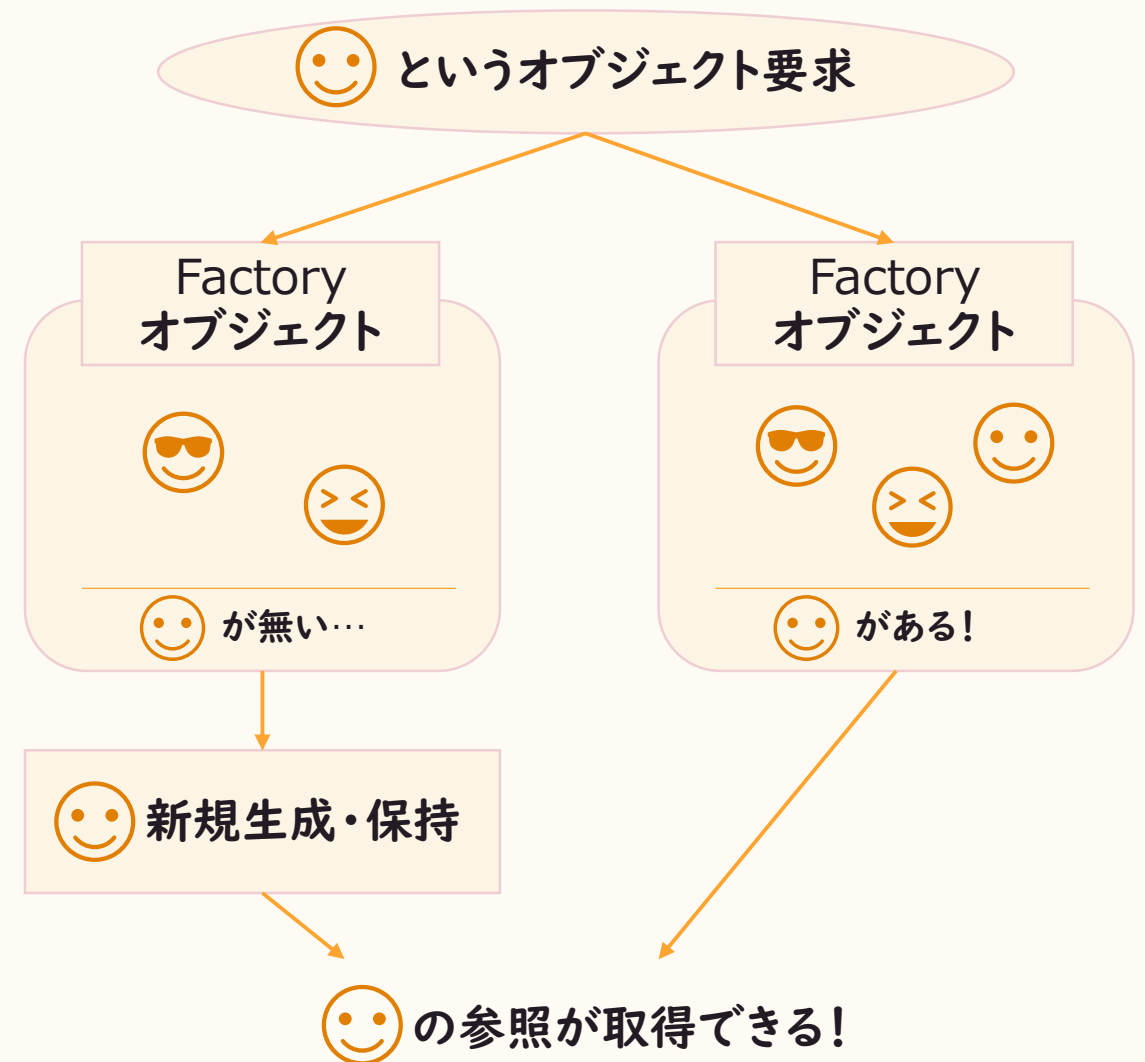 というオブジェクト要求
Factory
オブジェクト
が無い…
Factory
オブジェクト
がある!
新規生成・保持
の参照が取得できる!